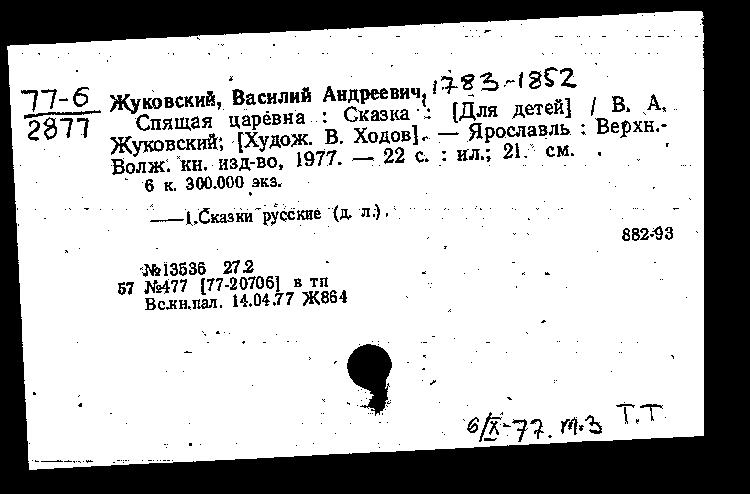 77-6
2877
Жуковский, Василий Андреевич, 1783-1852
Спящая царевна : Сказка : [Для детей] / В. А.
Жуковский; [Худож. В. Ходов]. — Ярославль : Верхн.-
Волж. кн. изд-во, 1977. — 22 с. : ил.; 21 см.
6 к. 300.000 экз.
——1. Сказки русские (д. л.).
882-93
№13536 27.2
57 №477 [77-20706] в тп
Вс.кн.пал. 14.04.77 Ж864
6/X-77. м.з Т.Т